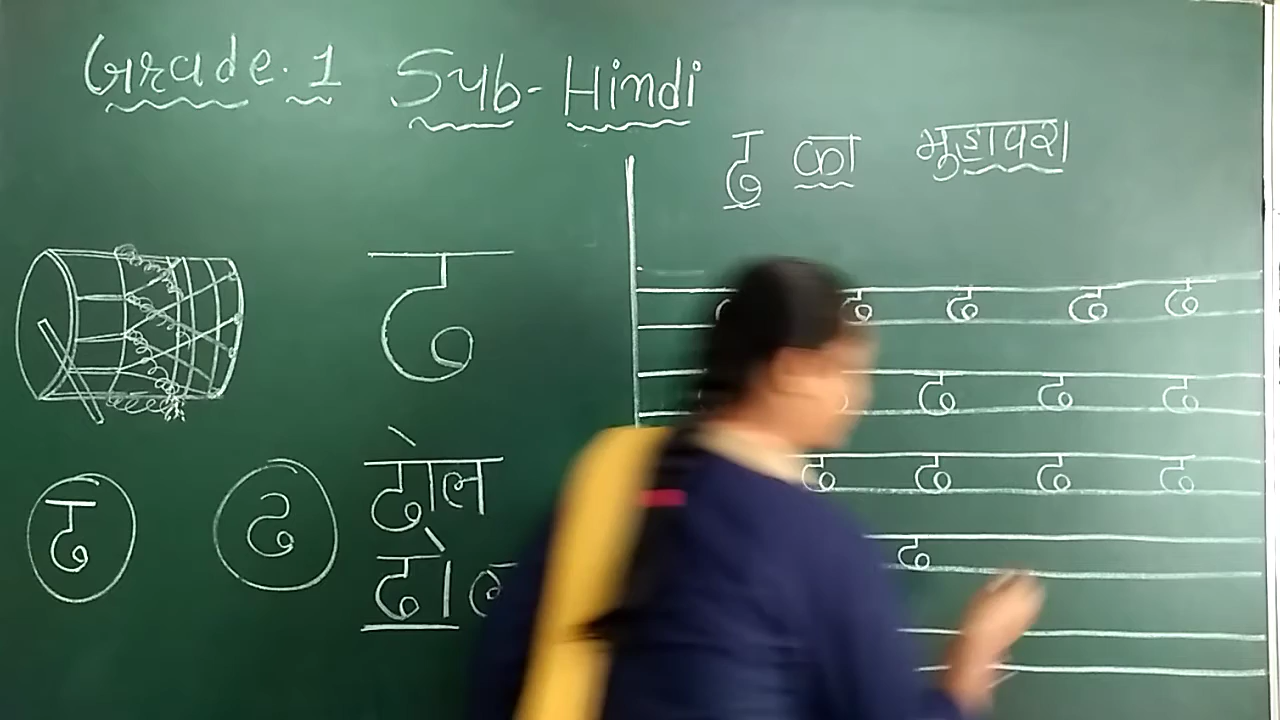 Grade.1 Sub-Hindi
ढ
ढोल
ढ ढ
ढो
ढ का मुहावरा
ढ ढ ढ ढ
ढ ढ ढ
ढ ढ ढ ढ
ढ